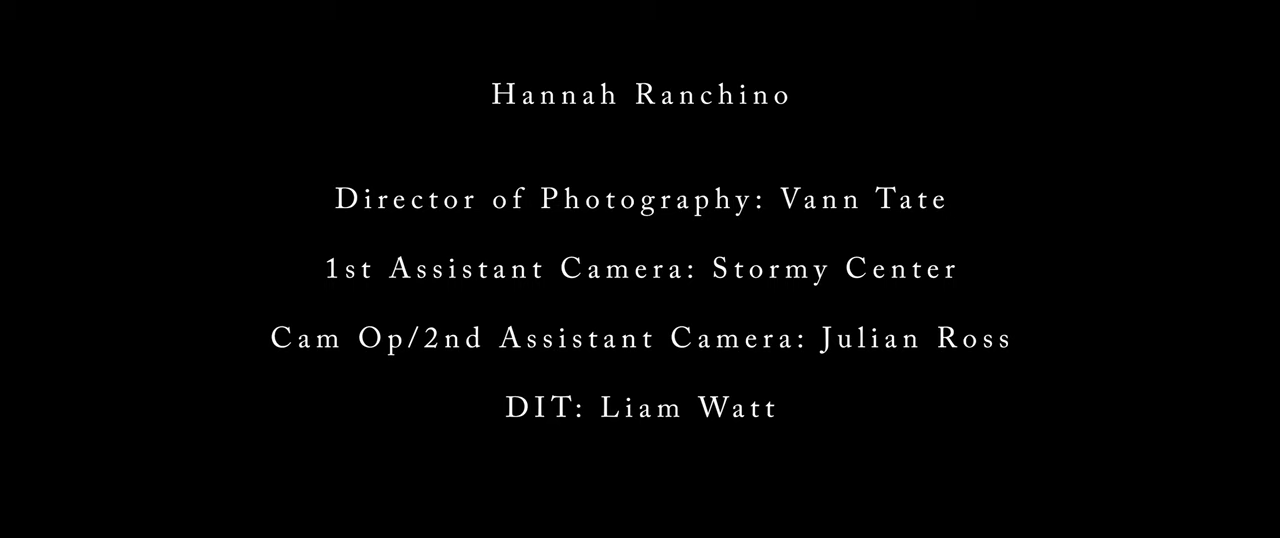 Hannah Ranchino
Director of Photography: Vann Tate
1st Assistant Camera: Stormy Center
Cam Op/2nd Assistant Camera: Julian Ross
DIT: Liam Watt